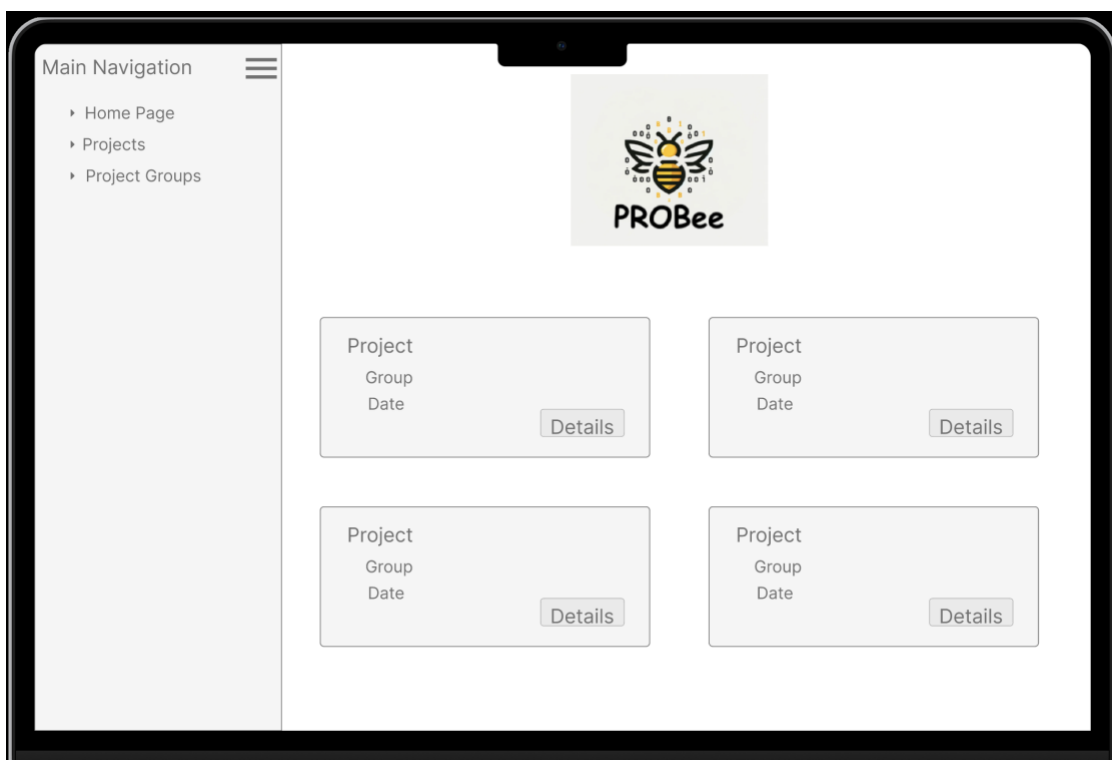 Main Navigation
Home Page
Projects
Project Groups
PROBee
Project
Group
Date
Details
Project
Group
Date
Details
Project
Group
Date
Details
Project
Group
Date
Details